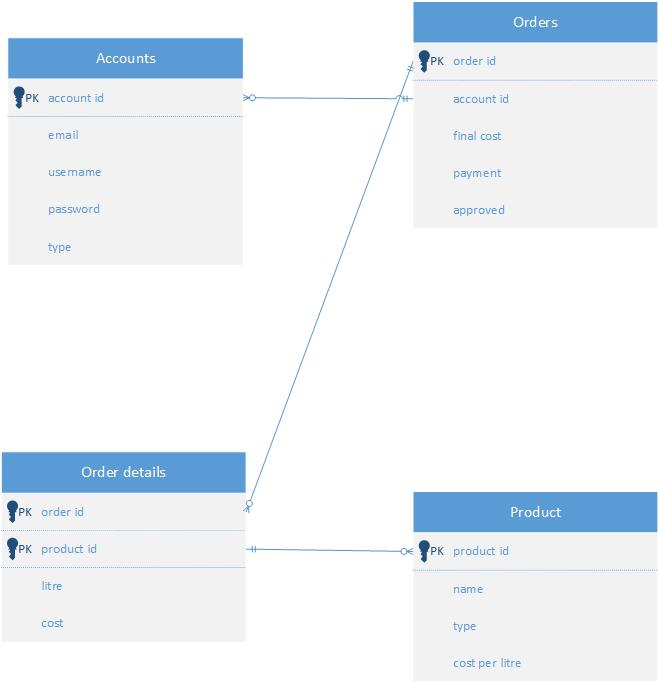 Orders
PK order id
account id
final cost
payment
approved
Accounts
PK account id
email
username
password
type
Order details
PK order id
PK product id
litre
cost
Product
PK product id
name
type
cost per litre